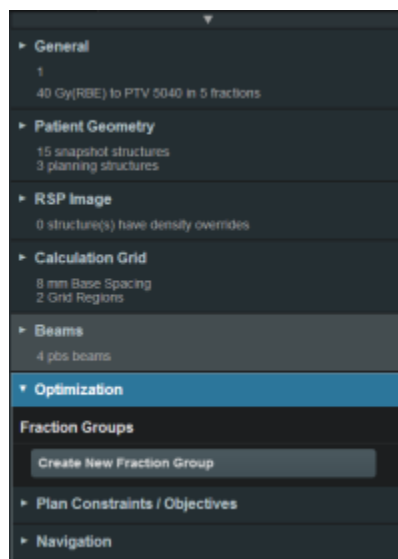 General
1
40 Gy(RBE) to PTV 5040 in 5 fractions
Patient Geometry
15 snapshot structures
3 planning structures
RSP Image
0 structure(s) have density overrides
Calculation Grid
8 mm Base Spacing
2 Grid Regions
Beams
4 pbs beams
Optimization
Fraction Groups
Create New Fraction Group
Plan Constraints / Objectives
Navigation